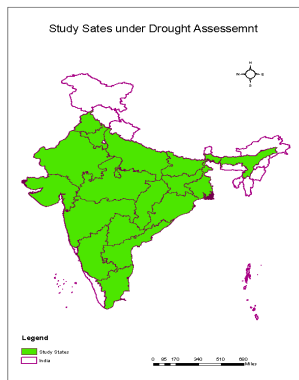 Study Sates under Drought Assessemnt
N
W E
S
Legend
Study States
India
0 85 170 340 510 680
Miles